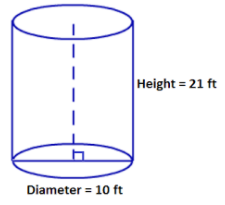 Height = 21 ft
Diameter = 10 ft